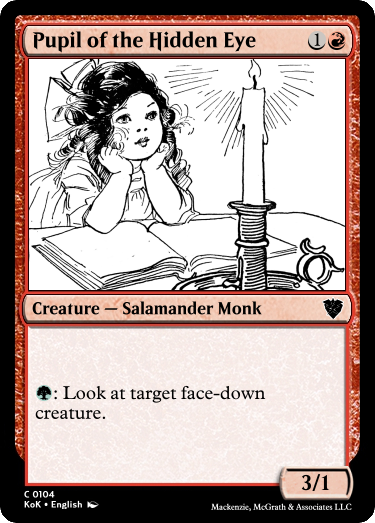 Pupil of the Hidden Eye 1
Creature — Salamander Monk
: Look at target face-down
creature.
3/1
C 0104
KoK • English
Mackenzie, McGrath & Associates LLC